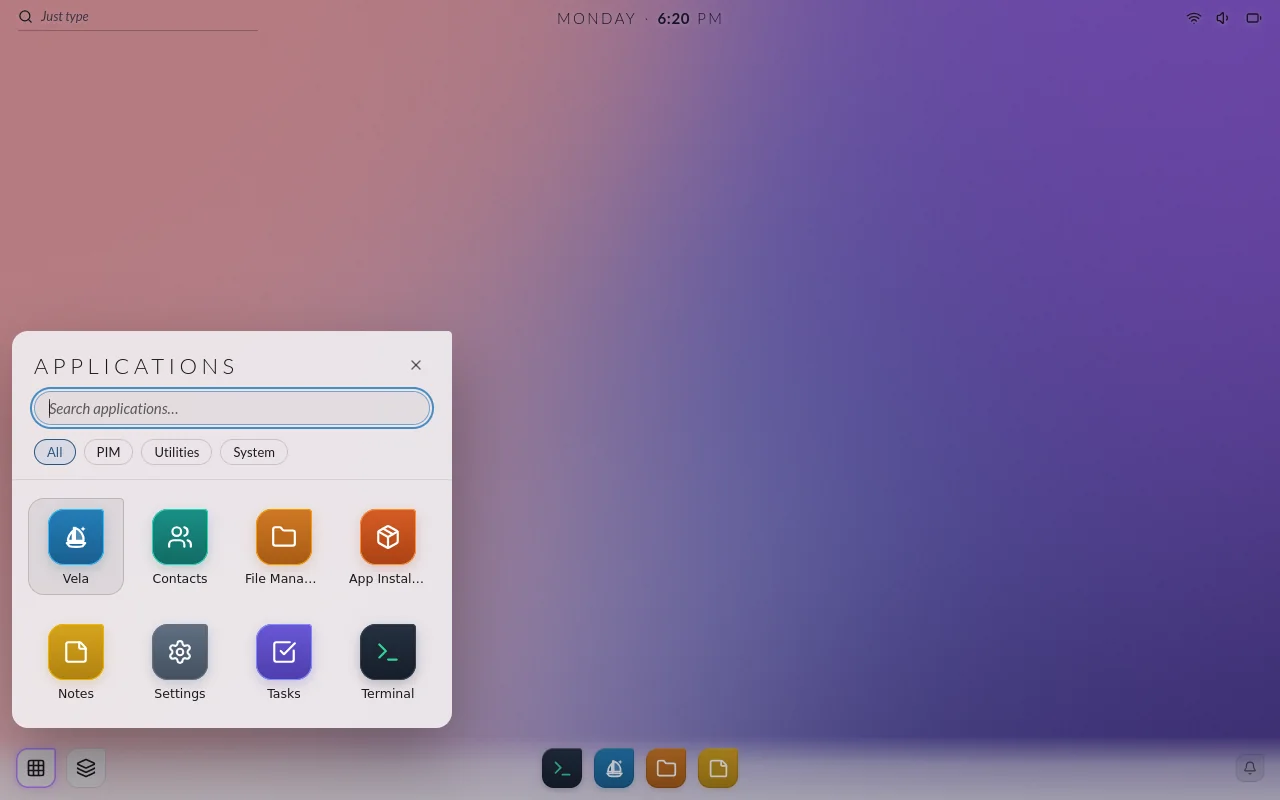 Just type
MONDAY · 6:20 PM
APPLICATIONS
Search applications...
All PIM Utilities System
Vela Contacts File Mana... App Instal...
Notes Settings Tasks Terminal